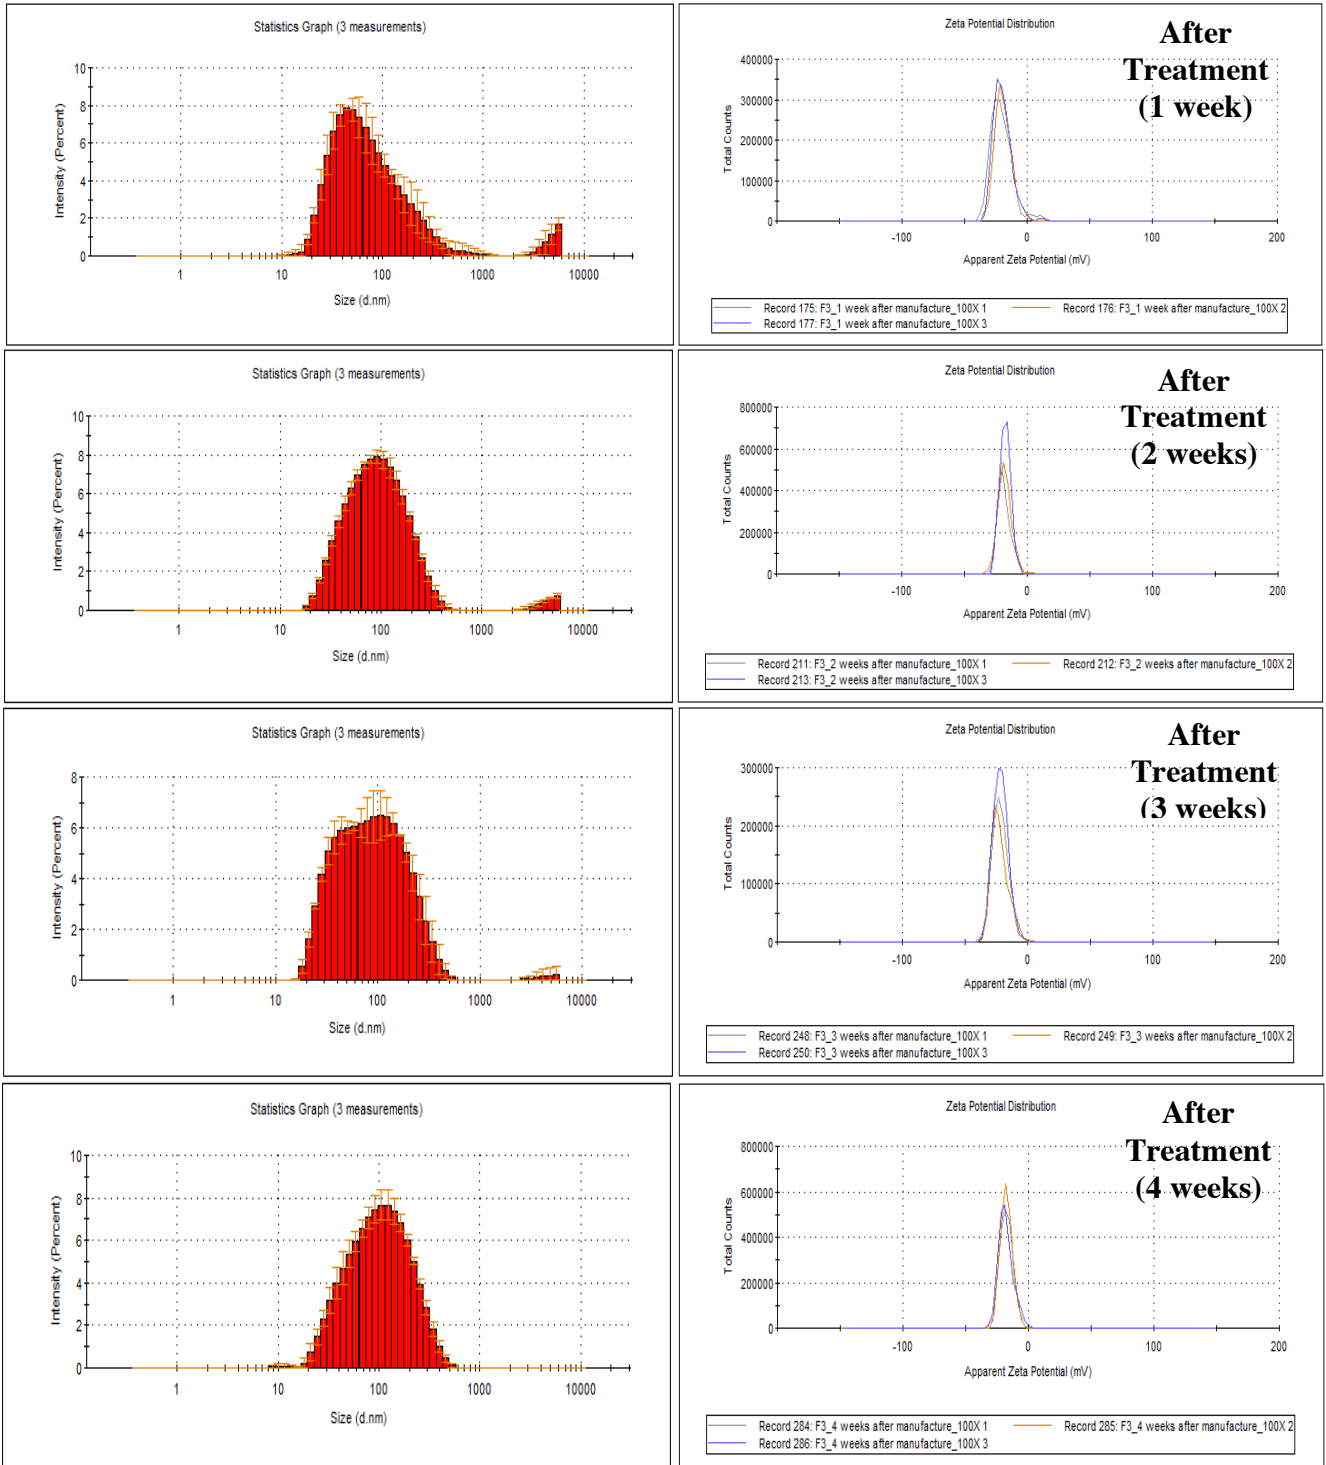 Statistics Graph (3 measurements)
10
8
6
4
2
0
Intensity (Percent)
1 10 100 1000 10000
Size (d.nm)
Zeta Potential Distribution
After
Treatment
(1 week)
400000
300000
200000
100000
0
Total Counts
-100 0 100 200
Apparent Zeta Potential (mV)
Record 175: F3_1 week after manufacture_100X 1 Record 176: F3_1 week after manufacture_100X 2
Record 177: F3_1 week after manufacture_100X 3
Statistics Graph (3 measurements)
10
8
6
4
2
0
Intensity (Percent)
1 10 100 1000 10000
Size (d.nm)
Zeta Potential Distribution
After
Treatment
(2 weeks)
800000
600000
400000
200000
0
Total Counts
-100 0 100 200
Apparent Zeta Potential (mV)
Record 211: F3_2 weeks after manufacture_100X 1 Record 212: F3_2 weeks after manufacture_100X 2
Record 213: F3_2 weeks after manufacture_100X 3
Statistics Graph (3 measurements)
8
6
4
2
0
Intensity (Percent)
1 10 100 1000 10000
Size (d.nm)
Zeta Potential Distribution
After
Treatment
(3 weeks)
300000
200000
100000
0
Total Counts
-100 0 100 200
Apparent Zeta Potential (mV)
Record 248: F3_3 weeks after manufacture_100X 1 Record 249: F3_3 weeks after manufacture_100X 2
Record 250: F3_3 weeks after manufacture_100X 3
Statistics Graph (3 measurements)
10
8
6
4
2
0
Intensity (Percent)
1 10 100 1000 10000
Size (d.nm)
Zeta Potential Distribution
After
Treatment
(4 weeks)
800000
600000
400000
200000
0
Total Counts
-100 0 100 200
Apparent Zeta Potential (mV)
Record 284: F3_4 weeks after manufacture_100X 1 Record 285: F3_4 weeks after manufacture_100X 2
Record 286: F3_4 weeks after manufacture_100X 3